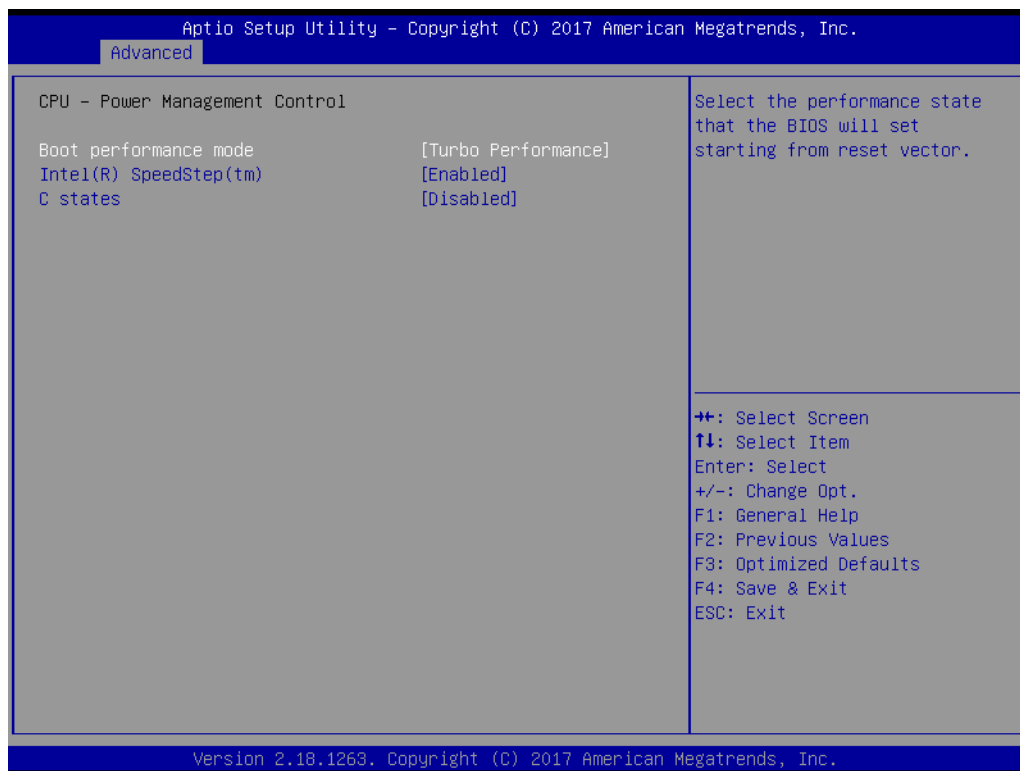 Aptio Setup Utility – Copyright (C) 2017 American Megatrends, Inc.
Advanced
CPU – Power Management Control
Boot performance mode [Turbo Performance]
Intel(R) SpeedStep(tm) [Enabled]
C states [Disabled]
Select the performance state
that the BIOS will set
starting from reset vector.
→←: Select Screen
↑↓: Select Item
Enter: Select
+/-: Change Opt.
F1: General Help
F2: Previous Values
F3: Optimized Defaults
F4: Save & Exit
ESC: Exit
Version 2.18.1263. Copyright (C) 2017 American Megatrends, Inc.